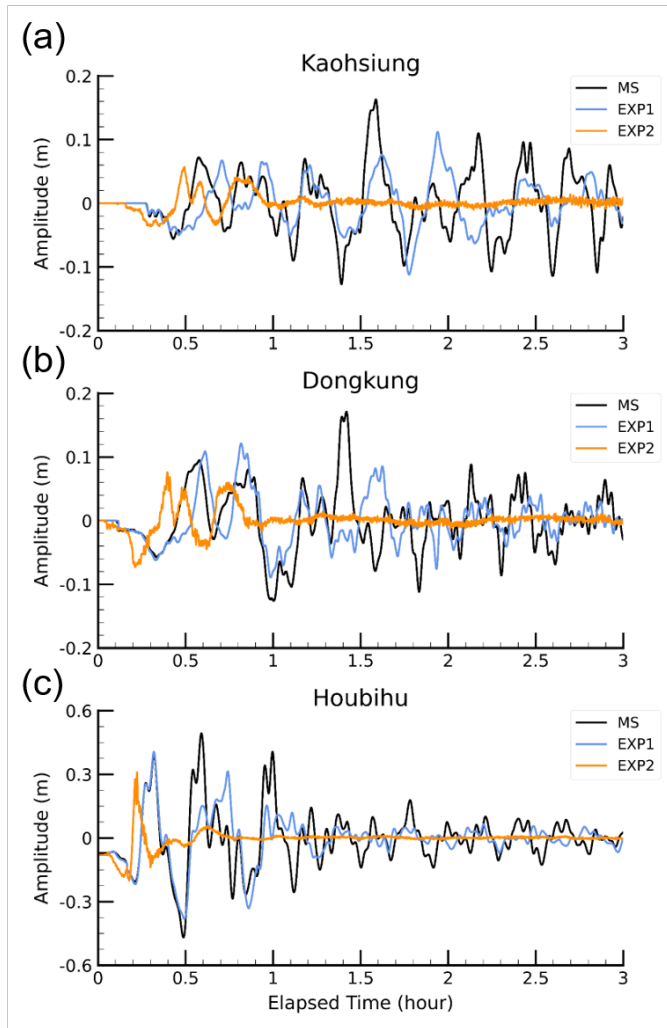 (a)
Kaohsiung
0.2
0.1
0
-0.1
-0.2
Amplitude (m)
MS
EXP1
EXP2
0 0.5 1 1.5 2 2.5 3
(b)
Dongkung
0.2
0.1
0
-0.1
-0.2
Amplitude (m)
MS
EXP1
EXP2
0 0.5 1 1.5 2 2.5 3
(c)
Houbihu
0.6
0.3
0
-0.3
-0.6
Amplitude (m)
MS
EXP1
EXP2
0 0.5 1 1.5 2 2.5 3
Elapsed Time (hour)